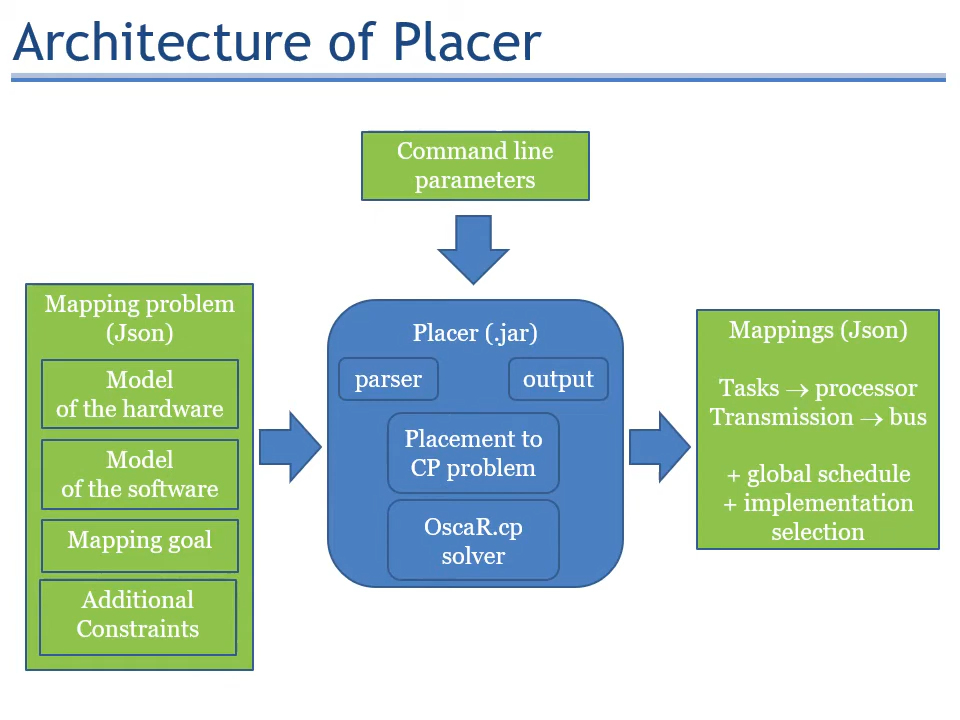 Architecture of Placer
Command line
parameters
Mapping problem
(Json)
Model
of the hardware
Model
of the software
Mapping goal
Additional
Constraints
Placer (.jar)
parser
output
Placement to
CP problem
OscaR.cp
solver
Mappings (Json)
Tasks → processor
Transmission → bus
+ global schedule
+ implementation
selection